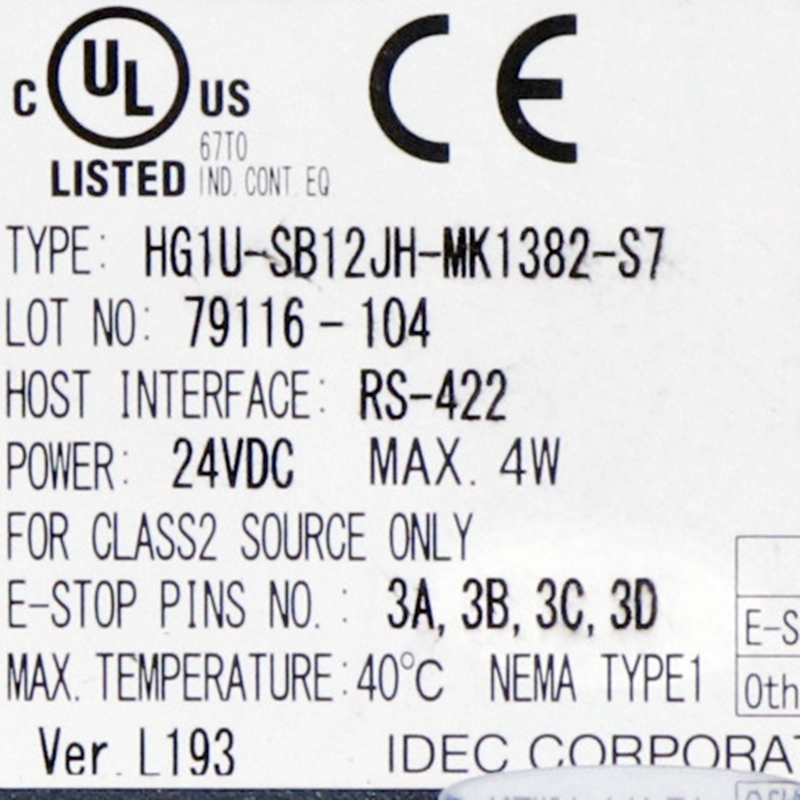 C UL US
LISTED
67TO
IND. CONT. EQ
CE
TYPE: HG1U-SB12JH-MK1382-S7
LOT NO: 79116-104
HOST INTERFACE: RS-422
POWER: 24VDC MAX. 4W
FOR CLASS2 SOURCE ONLY
E-STOP PINS NO. : 3A, 3B, 3C, 3D
MAX. TEMPERATURE:40°C NEMA TYPE1
Ver. L193
IDEC CORPORAT
E-S
Oth